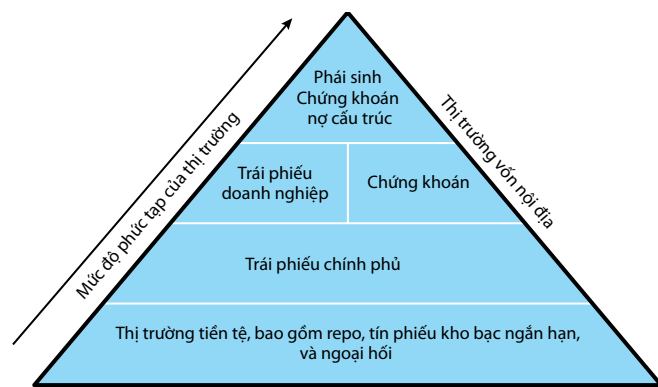 Phái sinh
Chứng khoán
nợ cấu trúc
Trái phiếu
doanh nghiệp
Chứng khoán
Trái phiếu chính phủ
Thị trường tiền tệ, bao gồm repo, tín phiếu kho bạc ngắn hạn,
và ngoại hối
Mức độ phức tạp của thị trường
Thị trường vốn nội địa